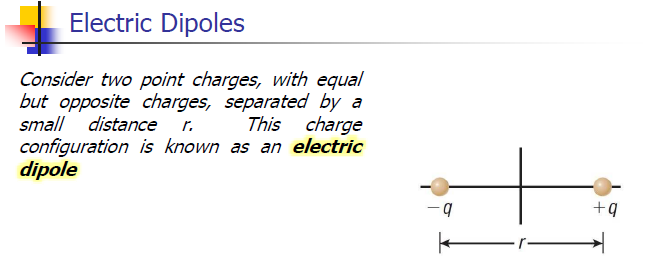 Electric Dipoles
Consider two point charges, with equal
but opposite charges, separated by a
small distance r. This charge
configuration is known as an electric
dipole
−q +q
r